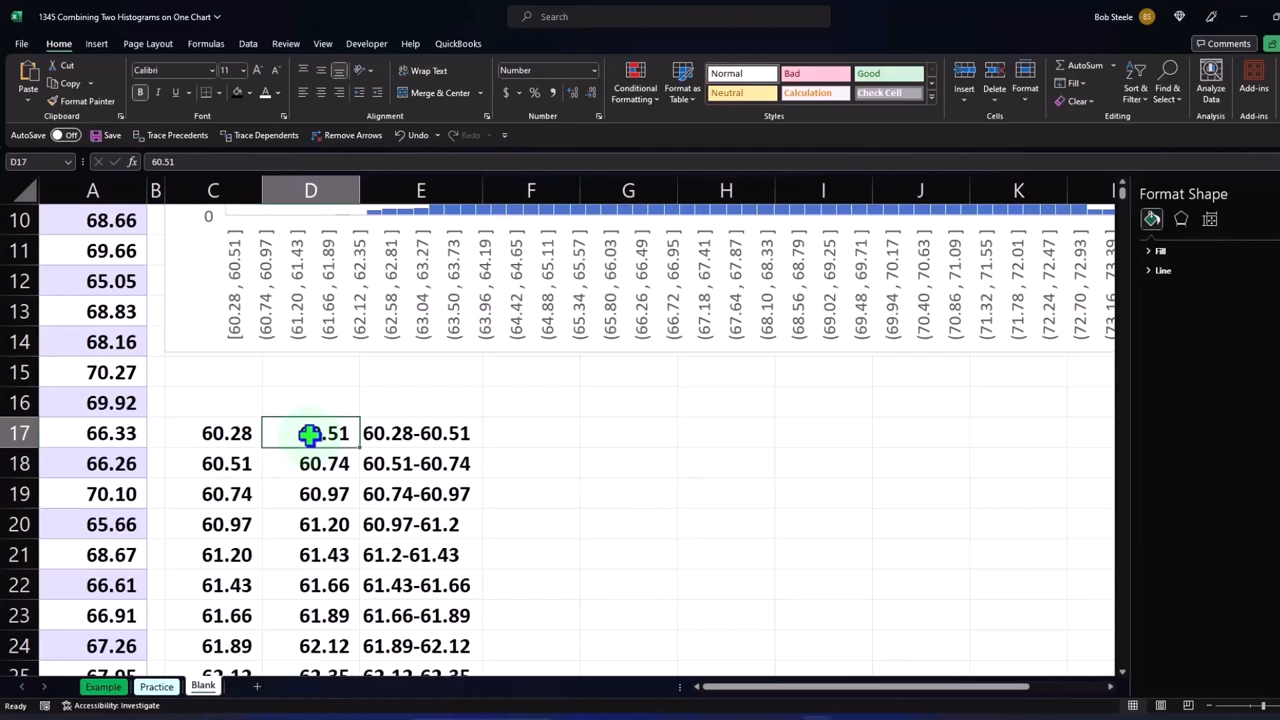 1345 Combining Two Histograms on One Chart
Search
Bob Steele
BS
File Home Insert Page Layout Formulas Data Review View Developer Help QuickBooks
Comments
Paste
Cut
Copy
Format Painter
Clipboard
Calibri 11
B I U
Font
Wrap Text
Merge & Center
Alignment
Number
$ % ,
Number
Conditional Formatting
Format as Table
Normal Bad Good
Neutral Calculation Check Cell
Styles
Insert Delete Format
Cells
AutoSum
Fill
Clear
Sort & Filter
Find & Select
Editing
Analyze Data
Analysis
Add-ins
Add-ins
AutoSave Off Save Trace Precedents Trace Dependents Remove Arrows Undo Redo
D17 fx 60.51
A B C D E F G H I J K
Format Shape
Fill
Line
0
[60.28 , 60.51 ]
(60.74 , 60.97 ]
(61.20 , 61.43 ]
(61.66 , 61.89 ]
(62.12 , 62.35 ]
(62.58 , 62.81 ]
(63.04 , 63.27 ]
(63.50 , 63.73 ]
(63.96 , 64.19 ]
(64.42 , 64.65 ]
(64.88 , 65.11 ]
(65.34 , 65.57 ]
(65.80 , 66.03 ]
(66.26 , 66.49 ]
(66.72 , 66.95 ]
(67.18 , 67.41 ]
(67.64 , 67.87 ]
(68.10 , 68.33 ]
(68.56 , 68.79 ]
(69.02 , 69.25 ]
(69.48 , 69.71 ]
(69.94 , 70.17 ]
(70.40 , 70.63 ]
(70.86 , 71.09 ]
(71.32 , 71.55 ]
(71.78 , 72.01 ]
(72.24 , 72.47 ]
(72.70 , 72.93 ]
10 68.66
11 69.66
12 65.05
13 68.83
14 68.16
15 70.27
16 69.92
17 66.33 60.28 .51 60.28-60.51
18 66.26 60.51 60.74 60.51-60.74
19 70.10 60.74 60.97 60.74-60.97
20 65.66 60.97 61.20 60.97-61.2
21 68.67 61.20 61.43 61.2-61.43
22 66.61 61.43 61.66 61.43-61.66
23 66.91 61.66 61.89 61.66-61.89
24 67.26 61.89 62.12 61.89-62.12
25 67.95 62.12 62.35 62.12-62.35
Example Practice Blank
Ready Accessibility: Investigate